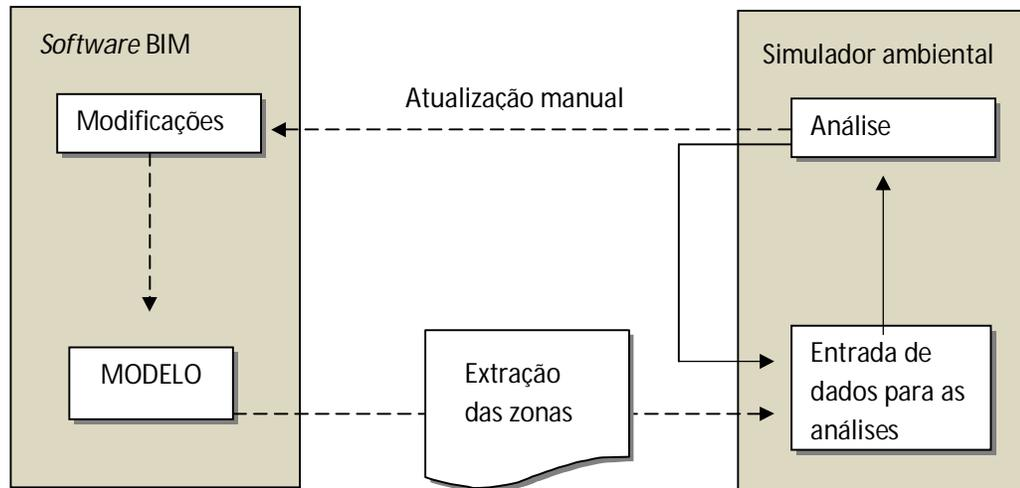 Software BIM
Simulador ambiental
Atualização manual
Modificações
Análise
MODELO
Extração
das zonas
Entrada de
dados para as
análises